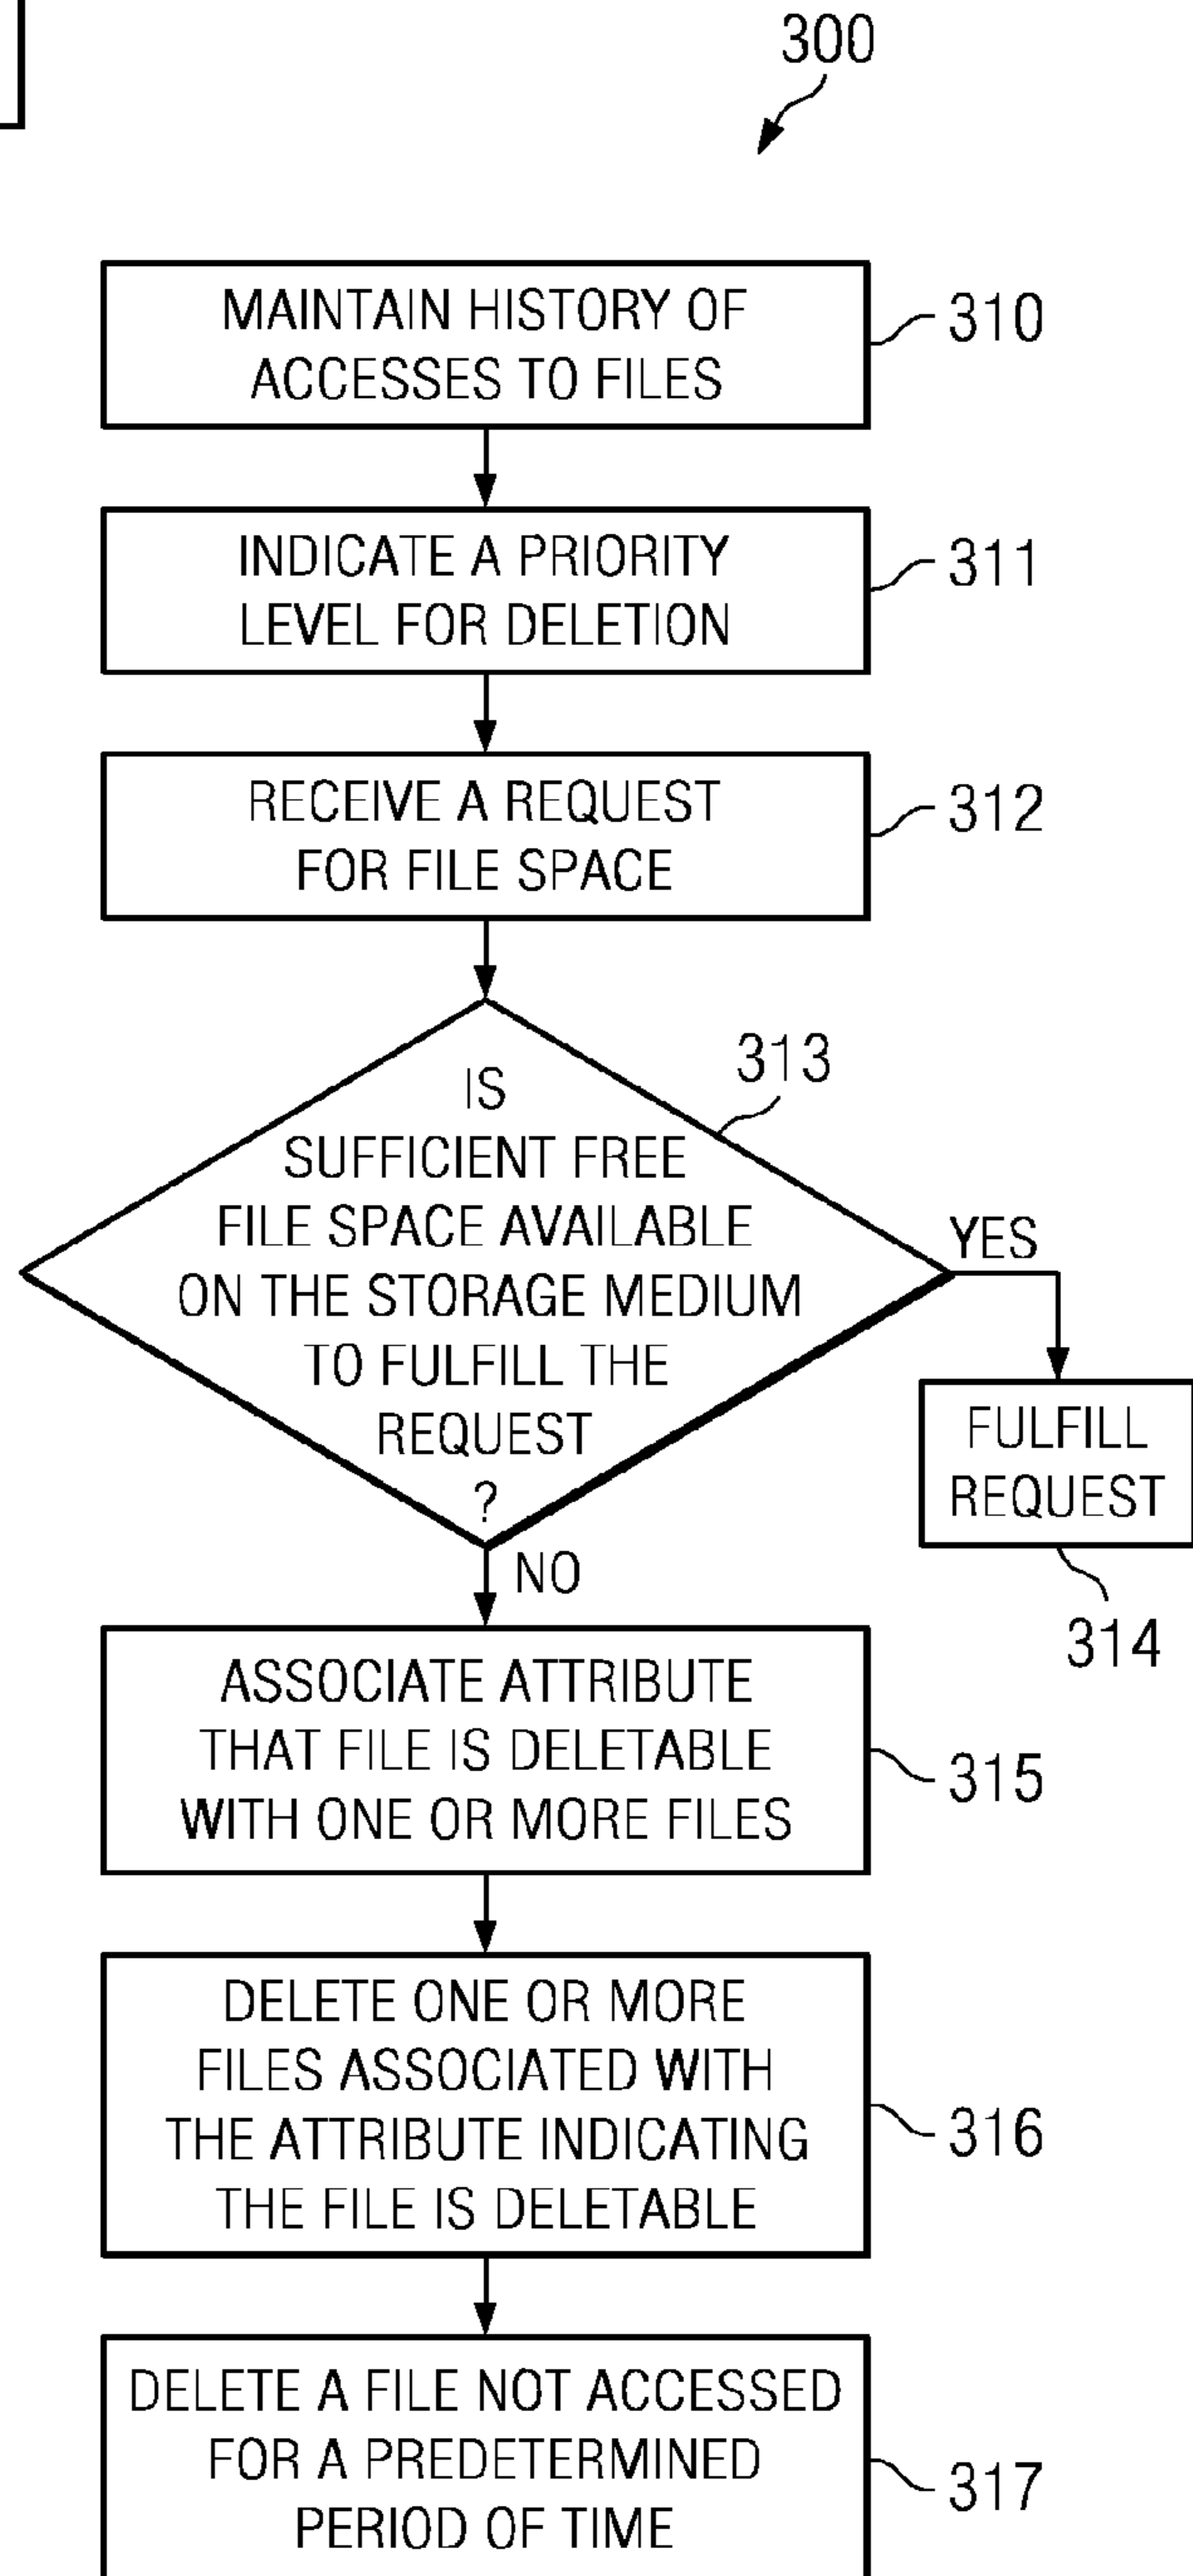 300
MAINTAIN HISTORY OF
ACCESSES TO FILES
310
INDICATE A PRIORITY
LEVEL FOR DELETION
311
RECEIVE A REQUEST
FOR FILE SPACE
312
313
IS
SUFFICIENT FREE
FILE SPACE AVAILABLE
ON THE STORAGE MEDIUM
TO FULFILL THE
REQUEST
?
YES
FULFILL
REQUEST
314
NO
ASSOCIATE ATTRIBUTE
THAT FILE IS DELETABLE
WITH ONE OR MORE FILES
315
DELETE ONE OR MORE
FILES ASSOCIATED WITH
THE ATTRIBUTE INDICATING
THE FILE IS DELETABLE
316
DELETE A FILE NOT ACCESSED
FOR A PREDETERMINED
PERIOD OF TIME
317